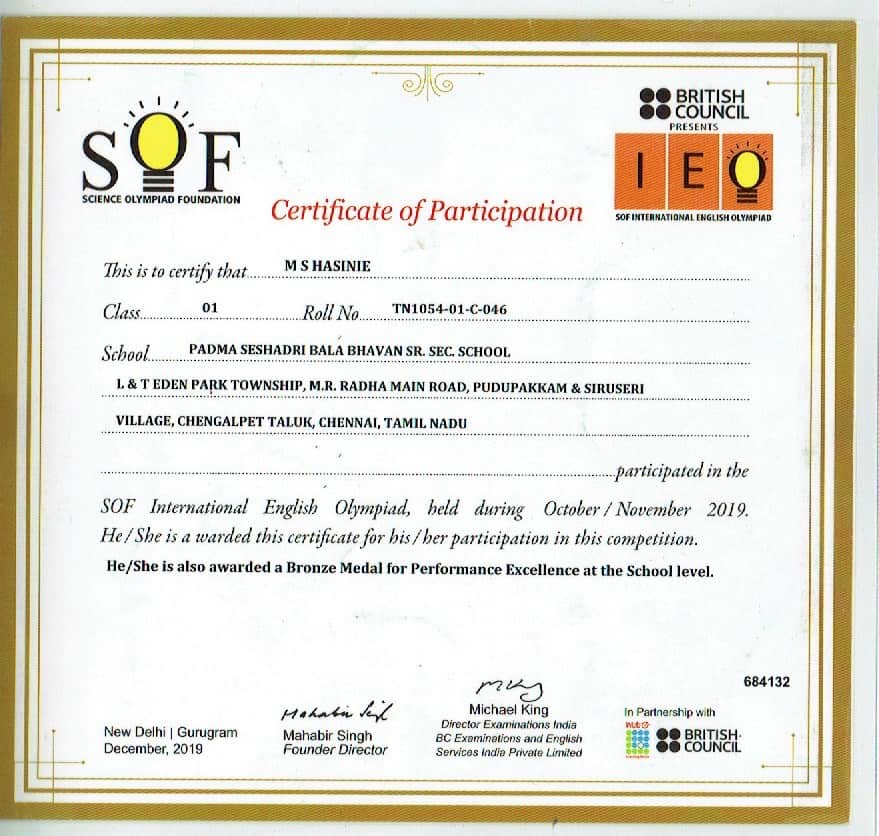 SOF
SCIENCE OLYMPIAD FOUNDATION
BRITISH
COUNCIL
PRESENTS
I E O
SOF INTERNATIONAL ENGLISH OLYMPIAD
Certificate of Participation
This is to certify that M S HASINIE
Class 01 Roll No TN1054-01-C-046
School PADMA SESHADRI BALA BHAVAN SR. SEC. SCHOOL
L & T EDEN PARK TOWNSHIP, M.R. RADHA MAIN ROAD, PUDUPAKKAM & SIRUSERI
VILLAGE, CHENGALPET TALUK, CHENNAI, TAMIL NADU
participated in the
SOF International English Olympiad, held during October / November 2019.
He/She is a warded this certificate for his/her participation in this competition.
He/She is also awarded a Bronze Medal for Performance Excellence at the School level.
684132
New Delhi | Gurugram
December, 2019
Mahabir Singh
Mahabir Singh
Founder Director
MKing
Michael King
Director Examinations India
BC Examinations and English
Services India Private Limited
In Partnership with
BRITISH
COUNCIL